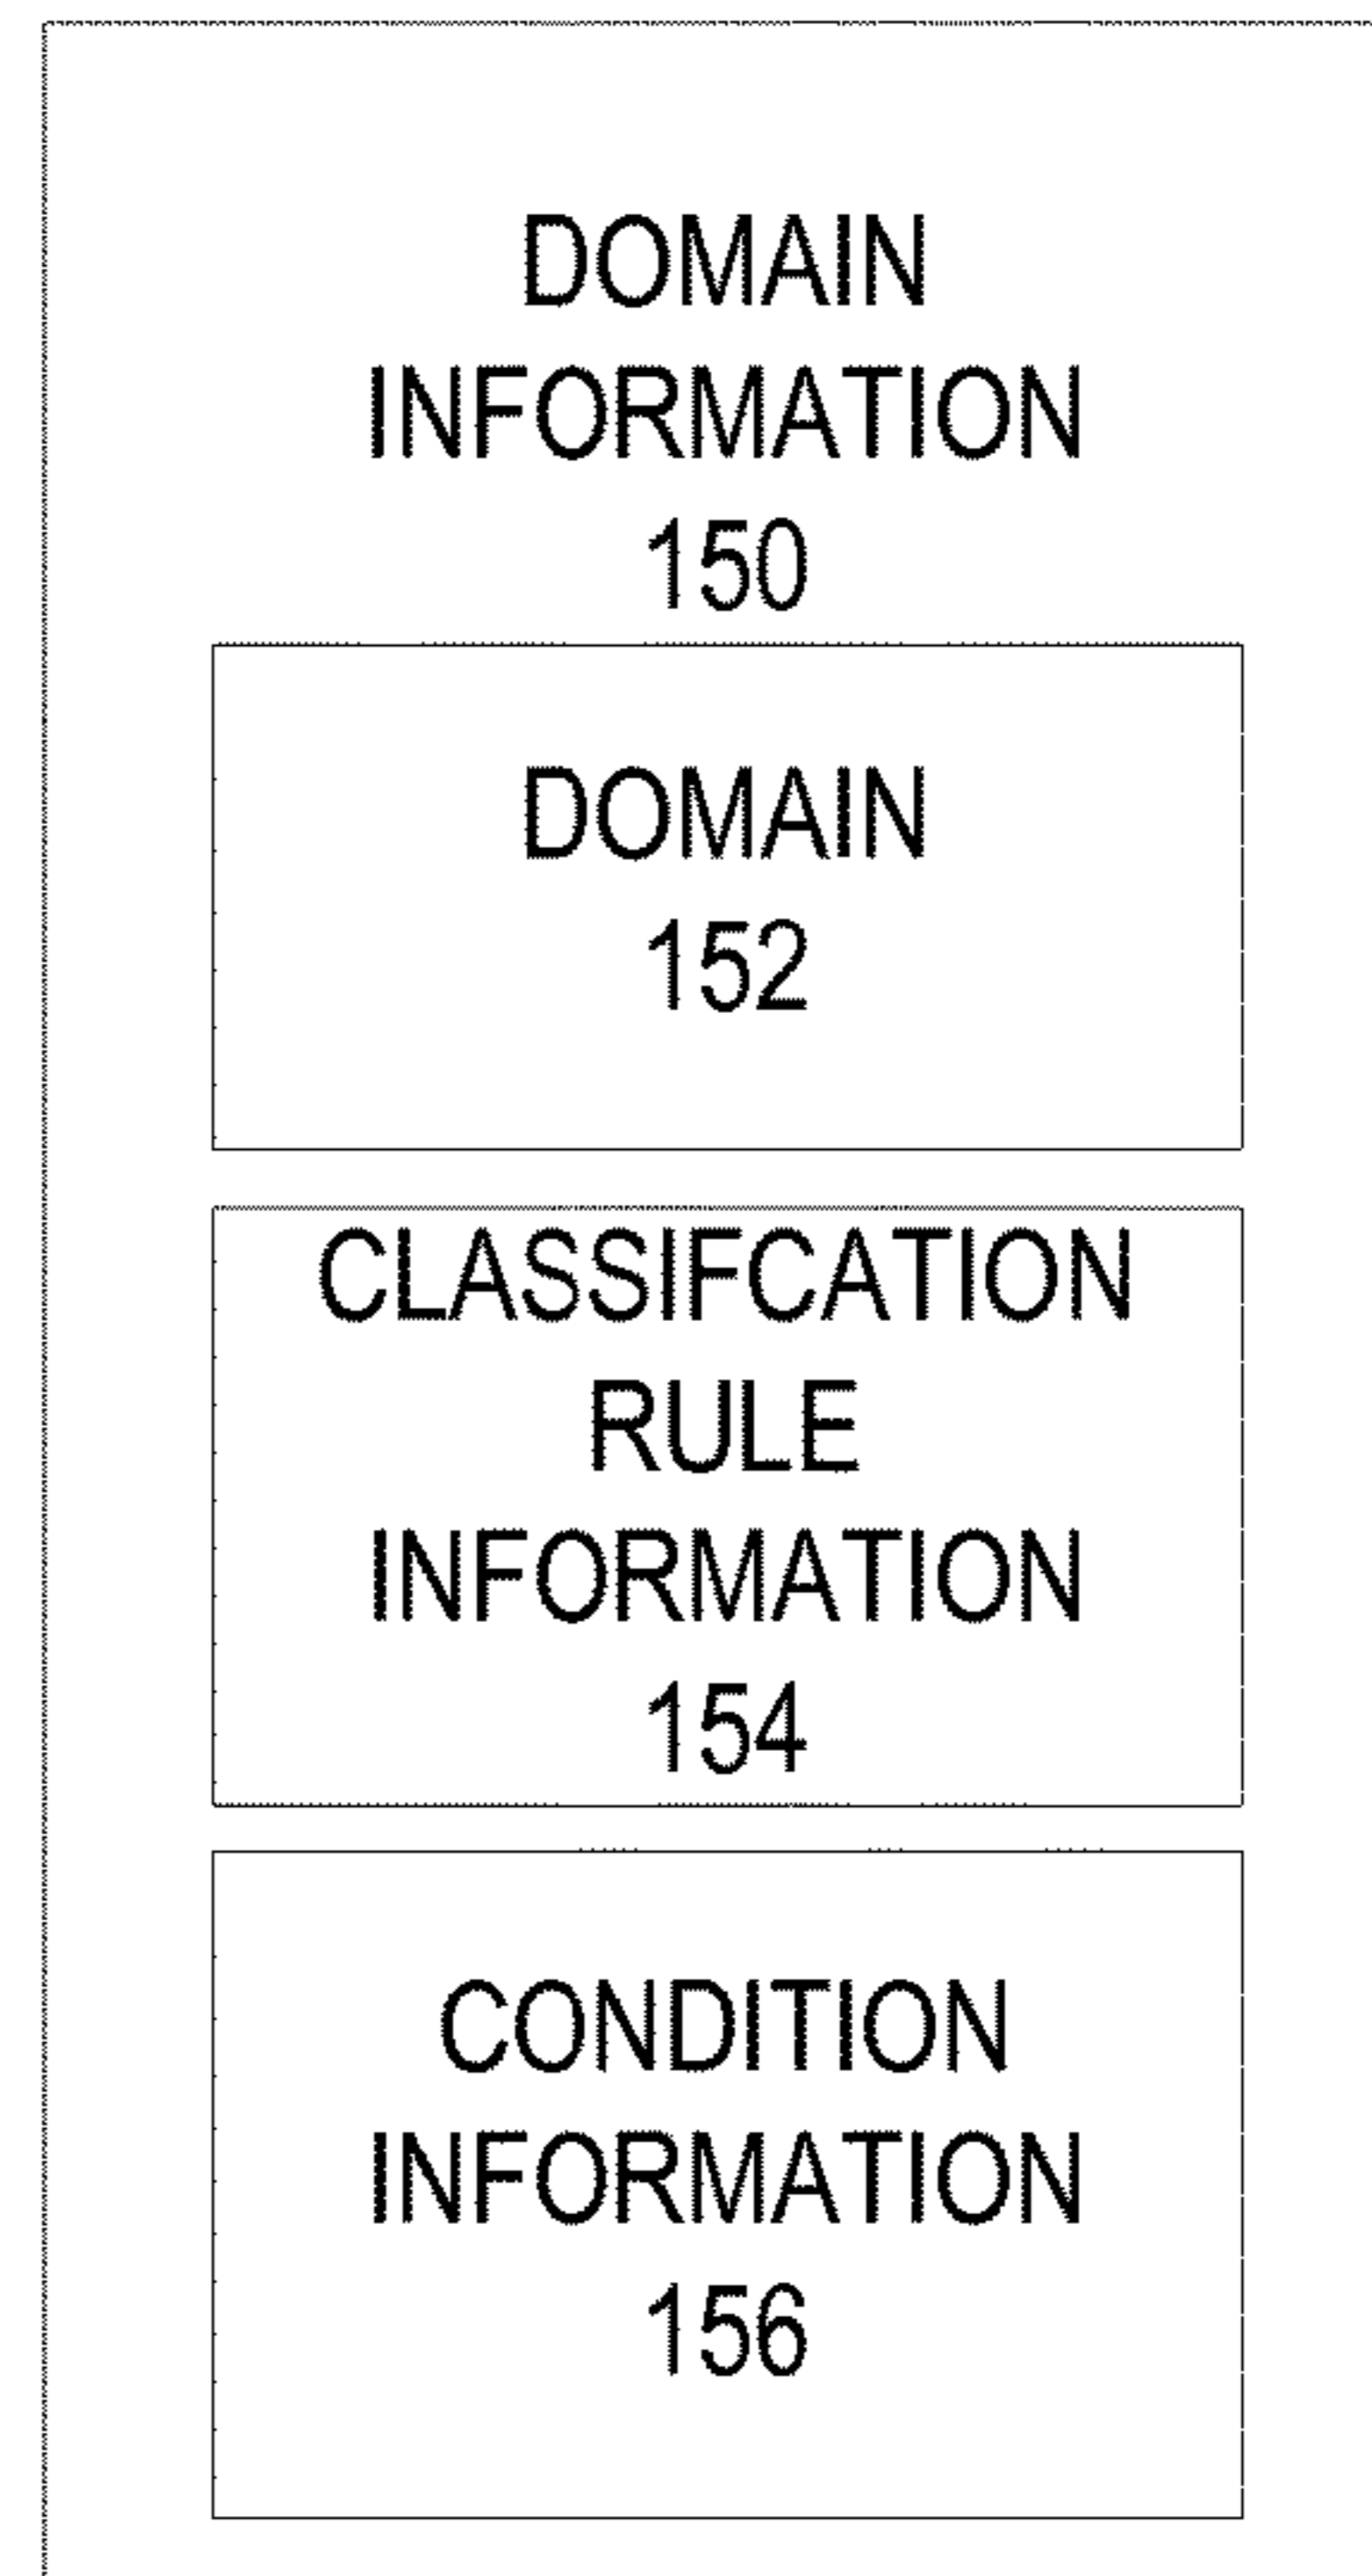 DOMAIN
INFORMATION
150
DOMAIN
152
CLASSIFCATION
RULE
INFORMATION
154
CONDITION
INFORMATION
156